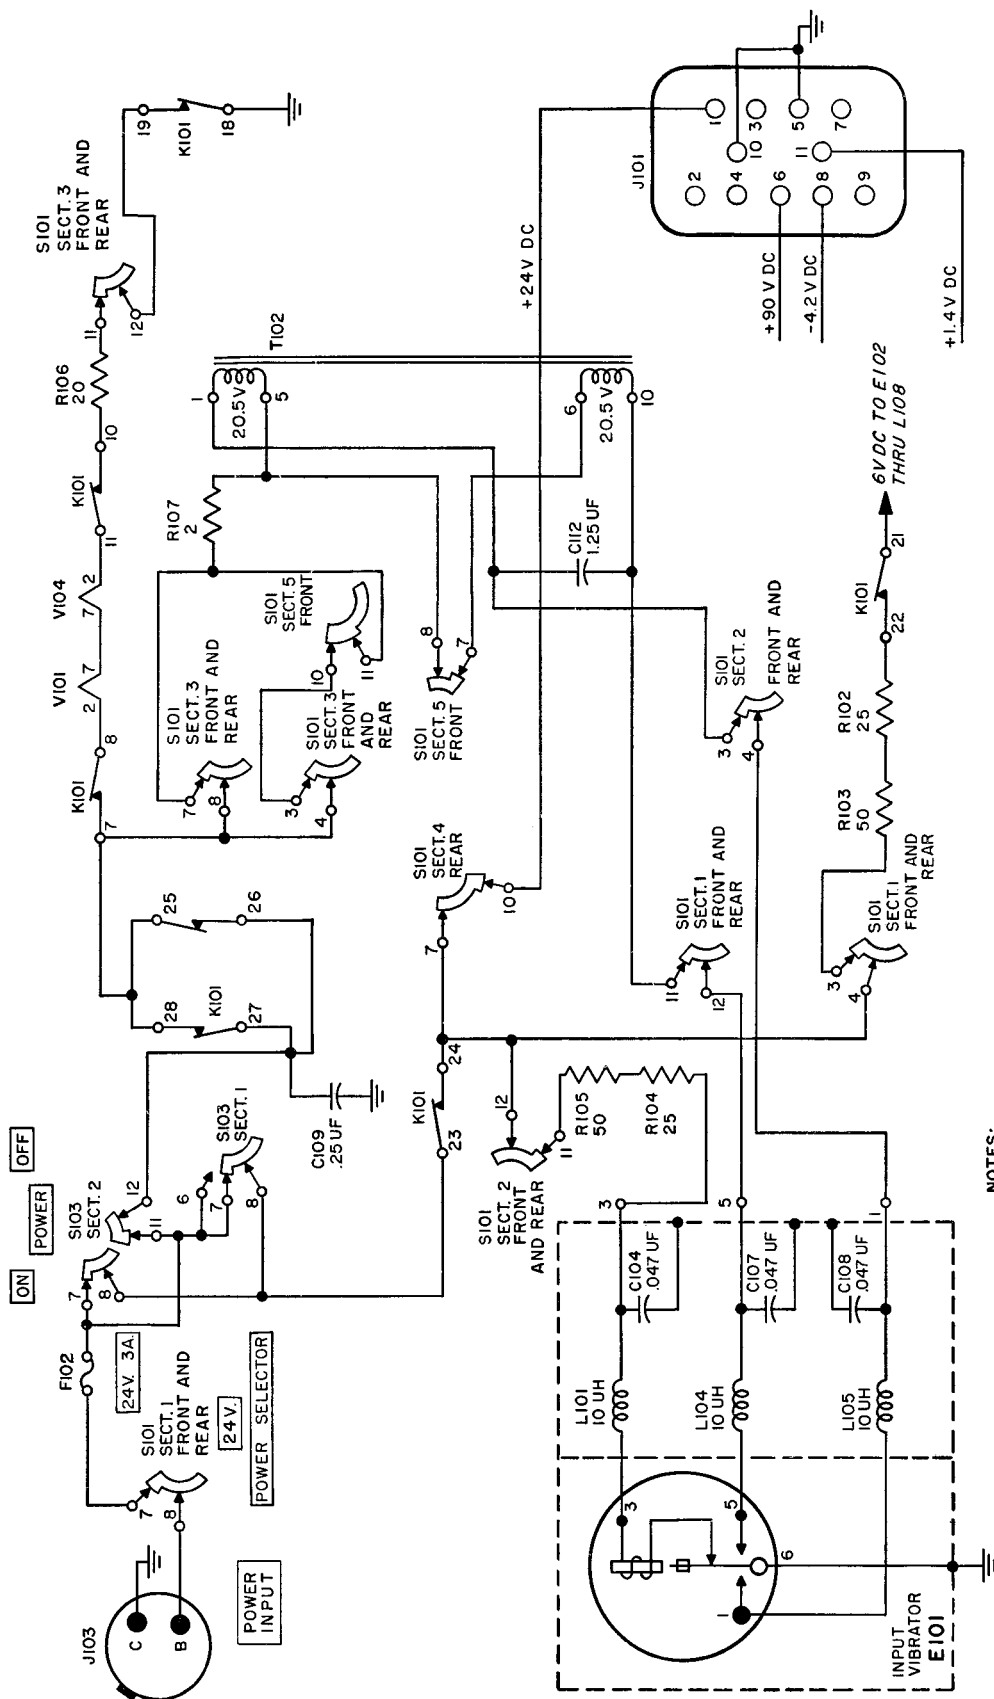 J103
C
B
POWER
INPUT
7
8
S101
SECT. 1
FRONT AND
REAR
24V.
POWER SELECTOR
F102
24V. 3A.
ON
POWER
OFF
7
8
S103
SECT. 2
11
12
6
7
8
S103
SECT. 1
C109
.25 UF
28
K101
27
25
26
7
K101
8
2
V101
7
7
V104
2
11
K101
10
R106
20
11
12
S101
SECT. 3
FRONT AND
REAR
19
K101
18
7
8
S101
SECT. 3
FRONT AND
REAR
3
4
S101
SECT. 3
FRONT
AND
REAR
10
11
S101
SECT. 5
FRONT
R107
2
1
20.5 V
5
T102
6
20.5 V
10
8
7
S101
SECT. 5
FRONT
C112
1.25 UF
23
K101
24
7
10
S101
SECT. 4
REAR
+24V DC
J101
1
3
5
7
10
11
2
4
6
8
9
+90 V DC
-4.2 V DC
+1.4V DC
12
11
S101
SECT. 2
FRONT
AND REAR
R105
50
R104
25
11
12
S101
SECT. 1
FRONT AND
REAR
3
4
S101
SECT. 2
FRONT AND
REAR
3
4
S101
SECT. 1
FRONT AND
REAR
R103
50
R102
25
22
K101
21
6V DC TO E102
THRU L108
3
5
1
C104
.047 UF
C107
.047 UF
C108
.047 UF
L101
10 UH
L104
10 UH
L105
10 UH
3
5
1
6
INPUT
VIBRATOR
E101
NOTES: